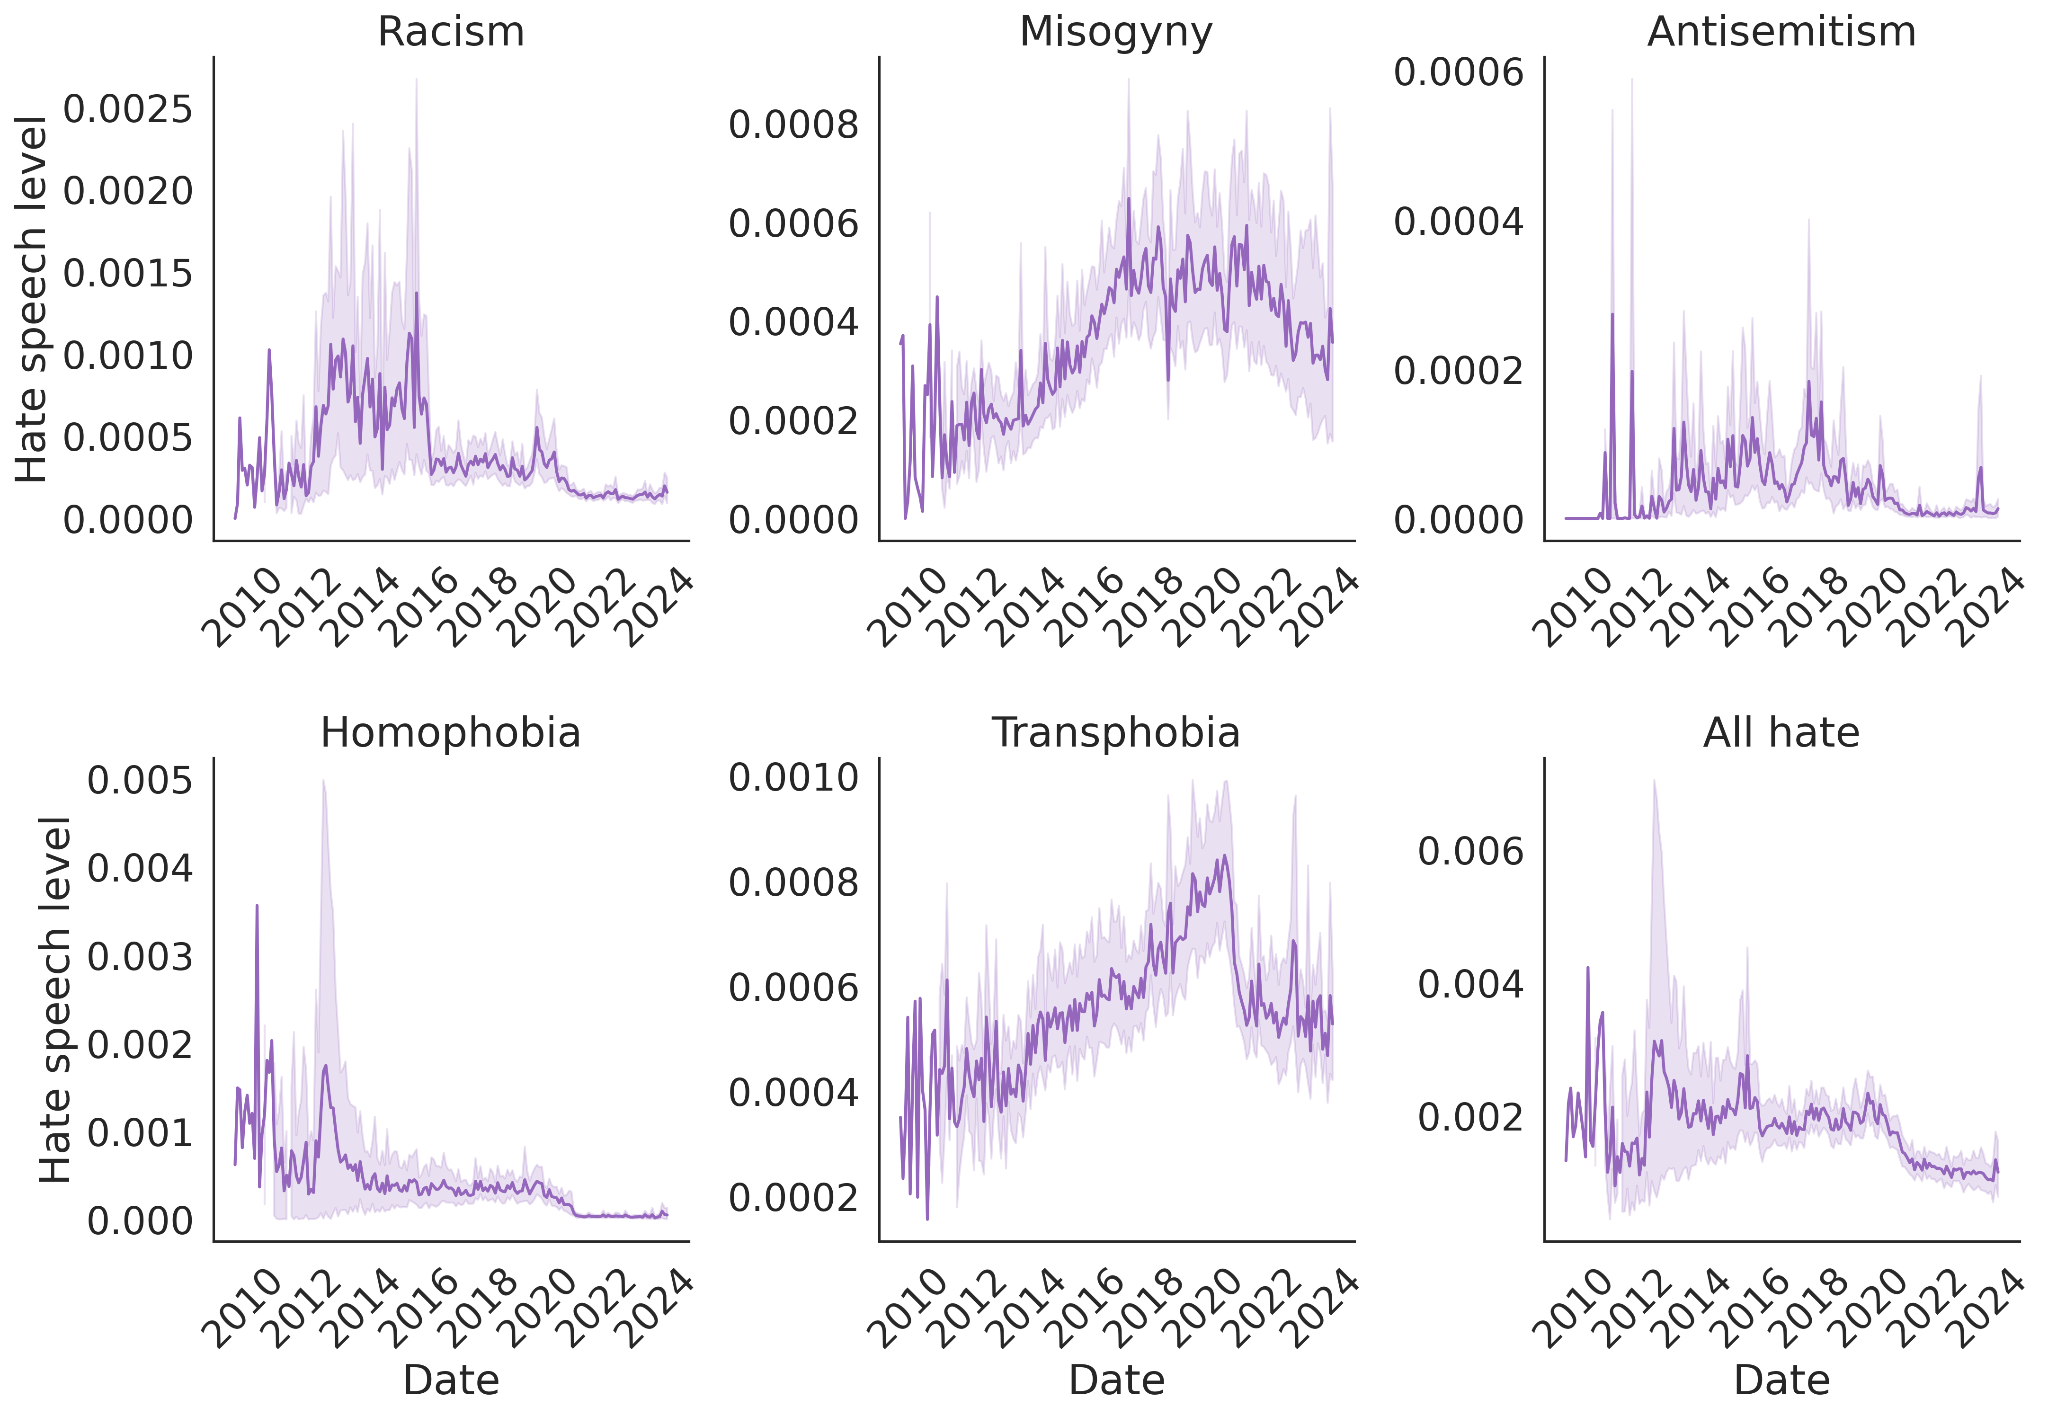 Racism
Hate speech level
0.0025
0.0020
0.0015
0.0010
0.0005
0.0000
2010 2012 2014 2016 2018 2020 2022 2024
Misogyny
0.0008
0.0006
0.0004
0.0002
0.0000
2010 2012 2014 2016 2018 2020 2022 2024
Antisemitism
0.0006
0.0004
0.0002
0.0000
2010 2012 2014 2016 2018 2020 2022 2024
Homophobia
Hate speech level
0.005
0.004
0.003
0.002
0.001
0.000
2010 2012 2014 2016 2018 2020 2022 2024
Date
Transphobia
0.0010
0.0008
0.0006
0.0004
0.0002
2010 2012 2014 2016 2018 2020 2022 2024
Date
All hate
0.006
0.004
0.002
2010 2012 2014 2016 2018 2020 2022 2024
Date